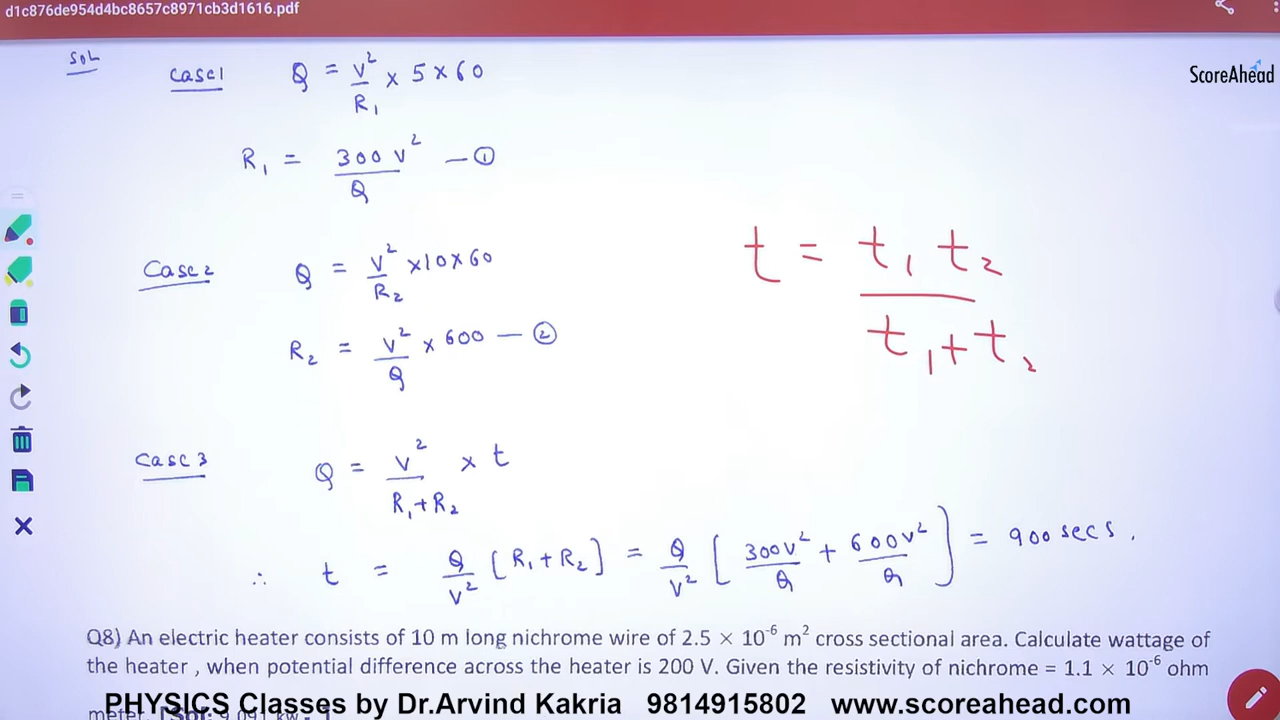 d1c876de954d4bc8657c8971cb3d1616.pdf
ScoreAhead
Sol
Case1 Q = V²/R₁ × 5 × 60
R₁ = 300 V²/Q — ①
Case 2 Q = V²/R₂ × 10 × 60
R₂ = V²/Q × 600 — ②
t = t₁ t₂ / t₁ + t₂
Case 3 Q = V²/R₁+R₂ × t
∴ t = Q/V² [R₁ + R₂] = Q/V² [300V²/Q + 600V²/Q] = 900 secs.
Q8) An electric heater consists of 10 m long nichrome wire of 2.5 × 10⁻⁶ m² cross sectional area. Calculate wattage of
the heater , when potential difference across the heater is 200 V. Given the resistivity of nichrome = 1.1 × 10⁻⁶ ohm
PHYSICS Classes by Dr.Arvind Kakria 9814915802 www.scoreahead.com